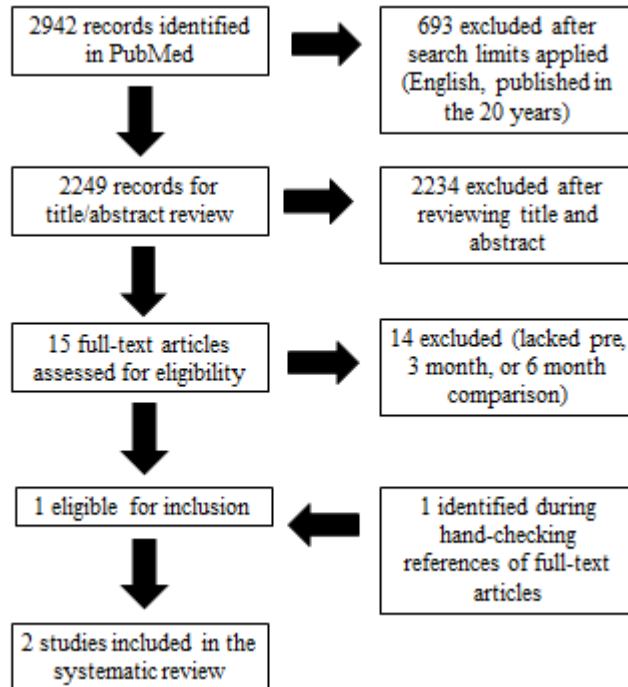 2942 records identified
in PubMed
693 excluded after
search limits applied
(English, published in
the 20 years)
2249 records for
title/abstract review
2234 excluded after
reviewing title and
abstract
15 full-text articles
assessed for eligibility
14 excluded (lacked pre,
3 month, or 6 month
comparison)
1 eligible for inclusion
1 identified during
hand-checking
references of full-text
articles
2 studies included in the
systematic review